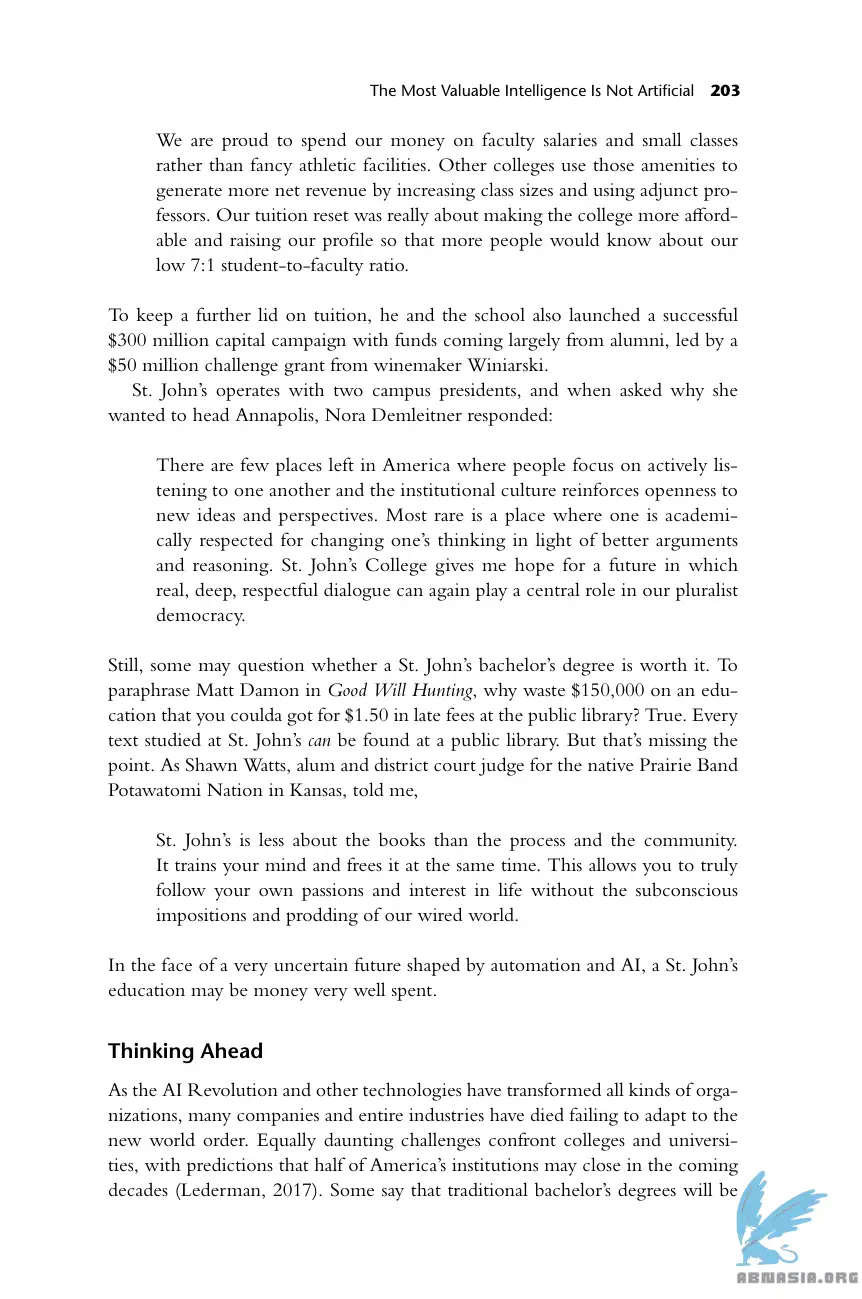 The Most Valuable Intelligence Is Not Artificial 203
We are proud to spend our money on faculty salaries and small classes
rather than fancy athletic facilities. Other colleges use those amenities to
generate more net revenue by increasing class sizes and using adjunct pro-
fessors. Our tuition reset was really about making the college more afford-
able and raising our profile so that more people would know about our
low 7:1 student-to-faculty ratio.
To keep a further lid on tuition, he and the school also launched a successful
$300 million capital campaign with funds coming largely from alumni, led by a
$50 million challenge grant from winemaker Winiarski.
St. John’s operates with two campus presidents, and when asked why she
wanted to head Annapolis, Nora Demleitner responded:
There are few places left in America where people focus on actively lis-
tening to one another and the institutional culture reinforces openness to
new ideas and perspectives. Most rare is a place where one is academi-
cally respected for changing one’s thinking in light of better arguments
and reasoning. St. John’s College gives me hope for a future in which
real, deep, respectful dialogue can again play a central role in our pluralist
democracy.
Still, some may question whether a St. John’s bachelor’s degree is worth it. To
paraphrase Matt Damon in Good Will Hunting, why waste $150,000 on an edu-
cation that you coulda got for $1.50 in late fees at the public library? True. Every
text studied at St. John’s can be found at a public library. But that’s missing the
point. As Shawn Watts, alum and district court judge for the native Prairie Band
Potawatomi Nation in Kansas, told me,
St. John’s is less about the books than the process and the community.
It trains your mind and frees it at the same time. This allows you to truly
follow your own passions and interest in life without the subconscious
impositions and prodding of our wired world.
In the face of a very uncertain future shaped by automation and AI, a St. John’s
education may be money very well spent.
Thinking Ahead
As the AI Revolution and other technologies have transformed all kinds of orga-
nizations, many companies and entire industries have died failing to adapt to the
new world order. Equally daunting challenges confront colleges and universi-
ties, with predictions that half of America’s institutions may close in the coming
decades (Lederman, 2017). Some say that traditional bachelor’s degrees will be
ABNASIA.ORG